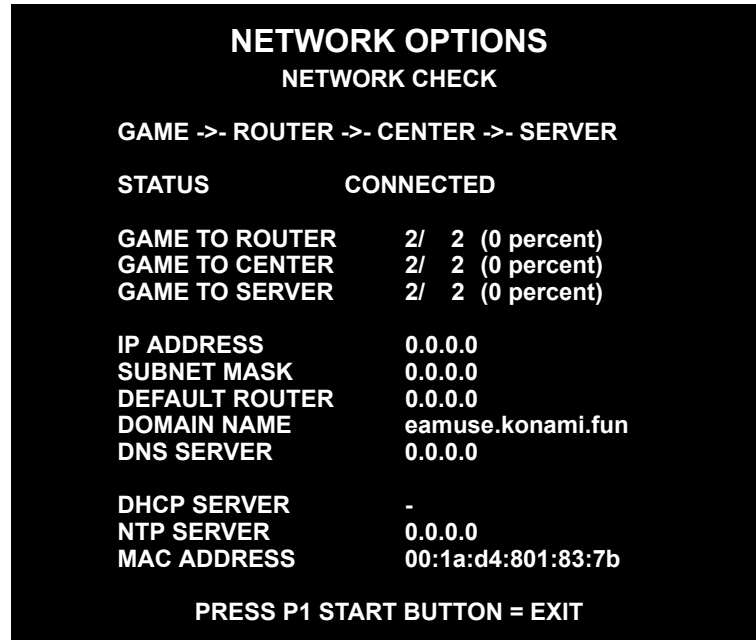 NETWORK OPTIONS
NETWORK CHECK
GAME ->- ROUTER ->- CENTER ->- SERVER
STATUS CONNECTED
GAME TO ROUTER 2/ 2 (0 percent)
GAME TO CENTER 2/ 2 (0 percent)
GAME TO SERVER 2/ 2 (0 percent)
IP ADDRESS 0.0.0.0
SUBNET MASK 0.0.0.0
DEFAULT ROUTER 0.0.0.0
DOMAIN NAME eamuse.konami.fun
DNS SERVER 0.0.0.0
DHCP SERVER -
NTP SERVER 0.0.0.0
MAC ADDRESS 00:1a:d4:801:83:7b
PRESS P1 START BUTTON = EXIT